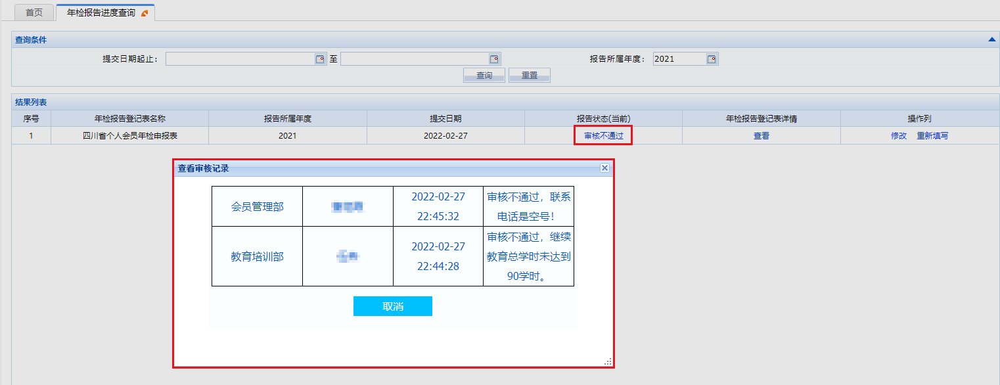 首页
年检报告进度查询
查询条件
提交日期起止： 至 报告所属年度： 2021
查询 重置
结果列表
序号 年检报告登记表名称 报告所属年度 提交日期 报告状态(当前) 年检报告登记表详情 操作列
1 四川省个人会员年检申报表 2021 2022-02-27 审核不通过 查看 修改 重新填写
查看审核记录
会员管理部
2022-02-27
22:45:32
审核不通过，联系
电话是空号！
教育培训部
2022-02-27
22:44:28
审核不通过，继续
教育总学时未达到
90学时。
取消